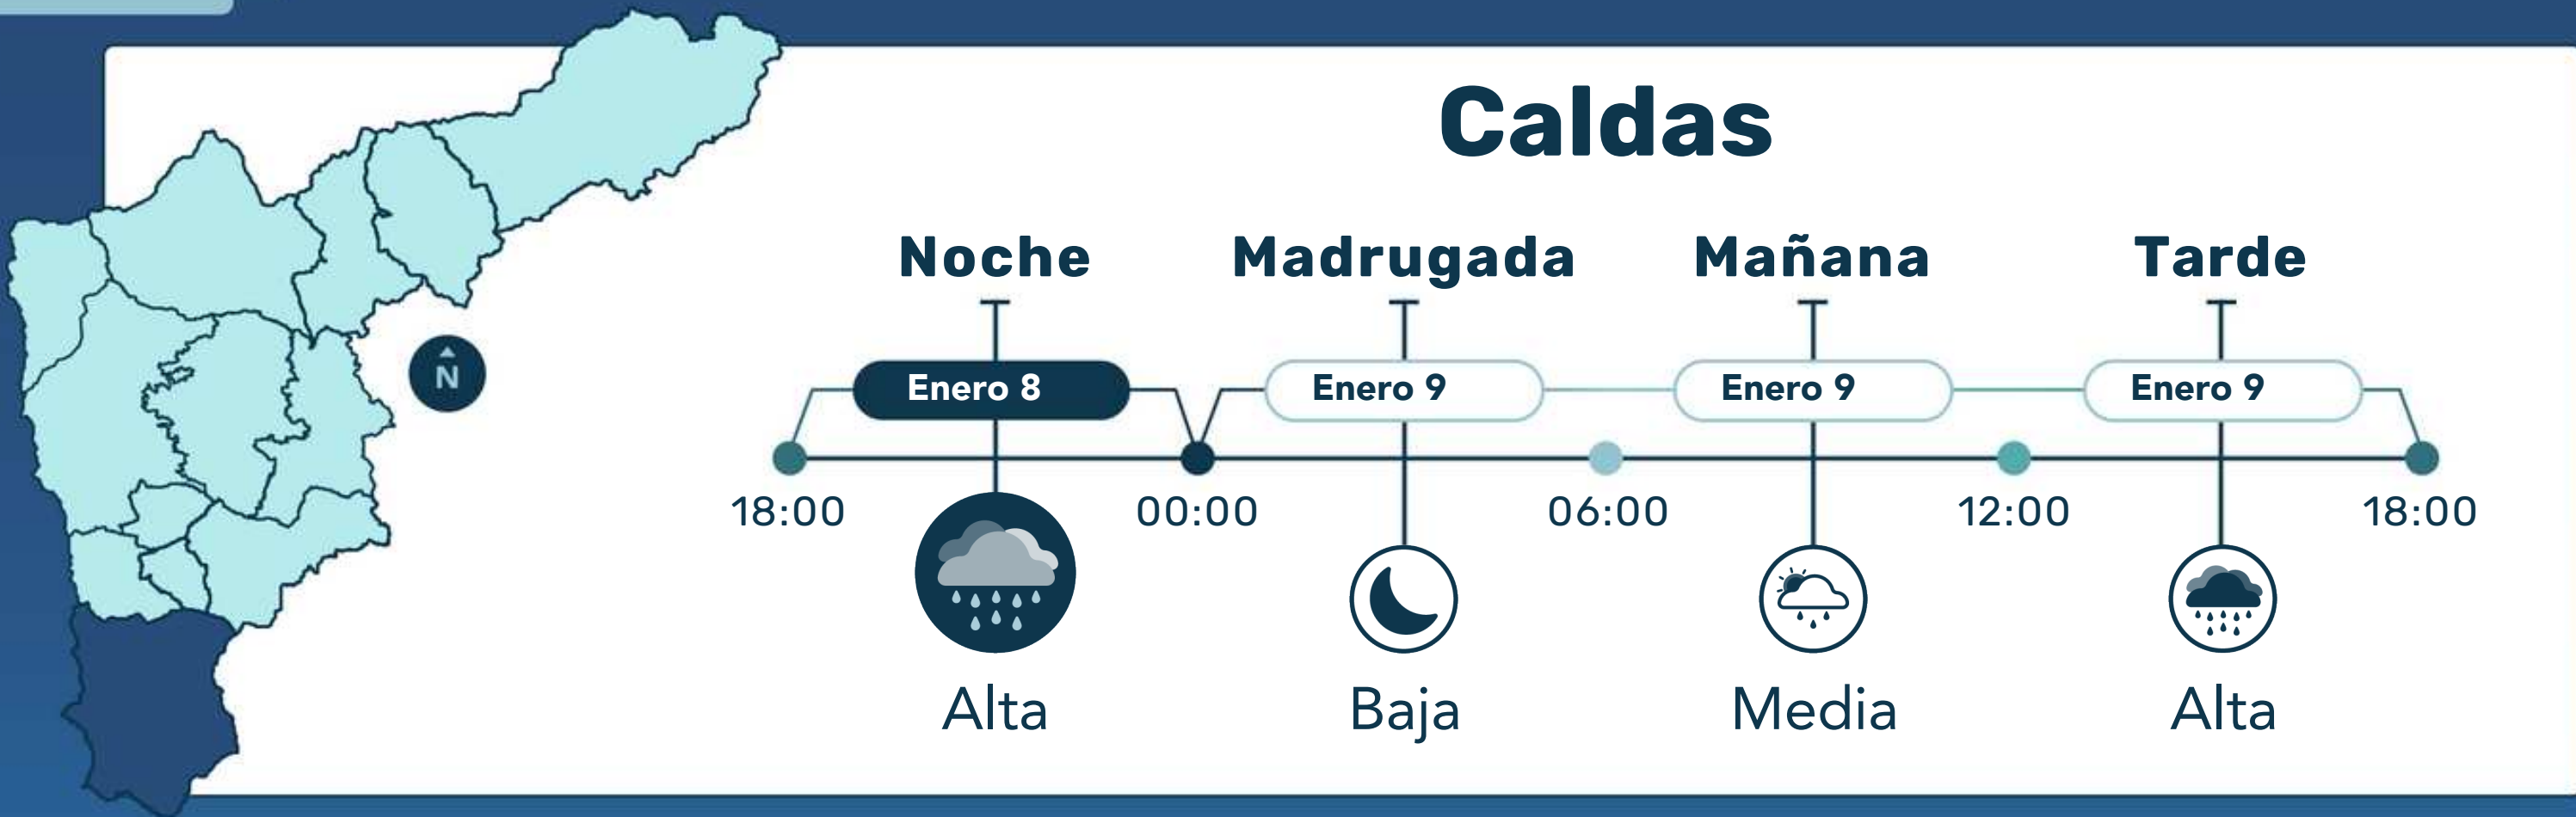 Caldas
Noche Madrugada Mañana Tarde
Enero 8 Enero 9 Enero 9 Enero 9
N
18:00 00:00 06:00 12:00 18:00
Alta Baja Media Alta